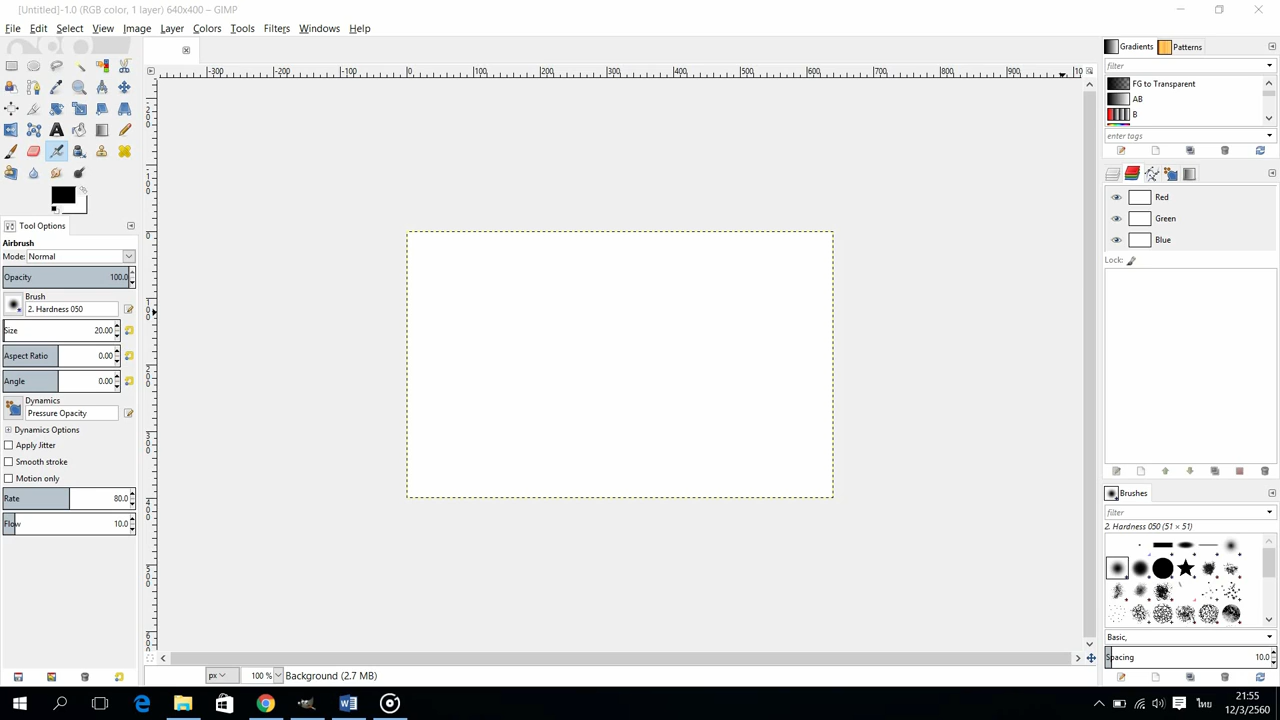 [Untitled]-1.0 (RGB color, 1 layer) 640x400 – GIMP
File Edit Select View Image Layer Colors Tools Filters Windows Help
Tool Options
Airbrush
Mode: Normal
Opacity 100.0
Brush
2. Hardness 050
Size 20.00
Aspect Ratio 0.00
Angle 0.00
Dynamics
Pressure Opacity
Dynamics Options
Apply Jitter
Smooth stroke
Motion only
Rate 80.0
Flow 10.0
-300 -200 -100 0 100 200 300 400 500 600 700 800 900 10
px 100 % Background (2.7 MB)
Gradients Patterns
filter
FG to Transparent
AB
B
enter tags
Red
Green
Blue
Lock:
Brushes
filter
2. Hardness 050 (51 × 51)
Basic,
Spacing 10.0
ไทย
21:55
12/3/2560